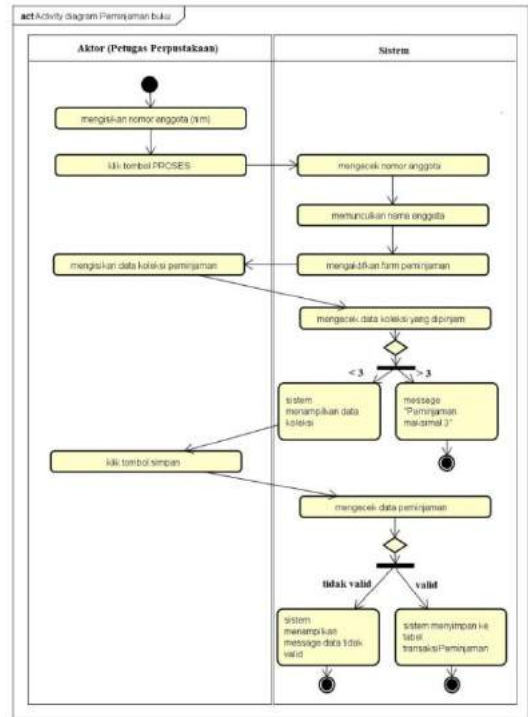 act Activity diagram Peminjaman buku
Aktor (Petugas Perpustakaan)
Sistem
mengisikan nomor anggota (nim)
klik tombol PROSES
mengecek nomor anggota
memunculkan nama anggota
mengisikan data koleksi peminjaman
mengaktifkan form peminjaman
mengecek data koleksi yang dipinjam
< 3
> 3
sistem
menampilkan data
koleksi
message
"Peminjaman
maksimal 3"
klik tombol simpan
mengecek data peminjaman
tidak valid
valid
sistem
menampilkan
message data tidak
valid
sistem menyimpan ke
tabel
transaksiPeminjaman